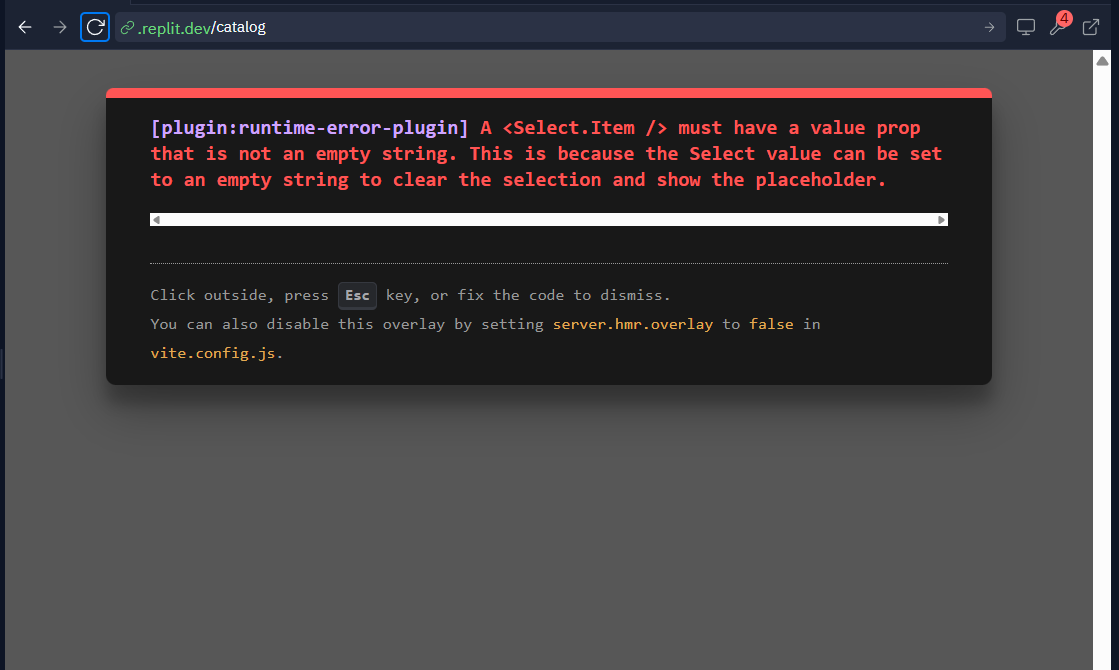 .replit.dev/catalog
4
[plugin:runtime-error-plugin] A <Select.Item /> must have a value prop
that is not an empty string. This is because the Select value can be set
to an empty string to clear the selection and show the placeholder.
Click outside, press Esc key, or fix the code to dismiss.
You can also disable this overlay by setting server.hmr.overlay to false in
vite.config.js.